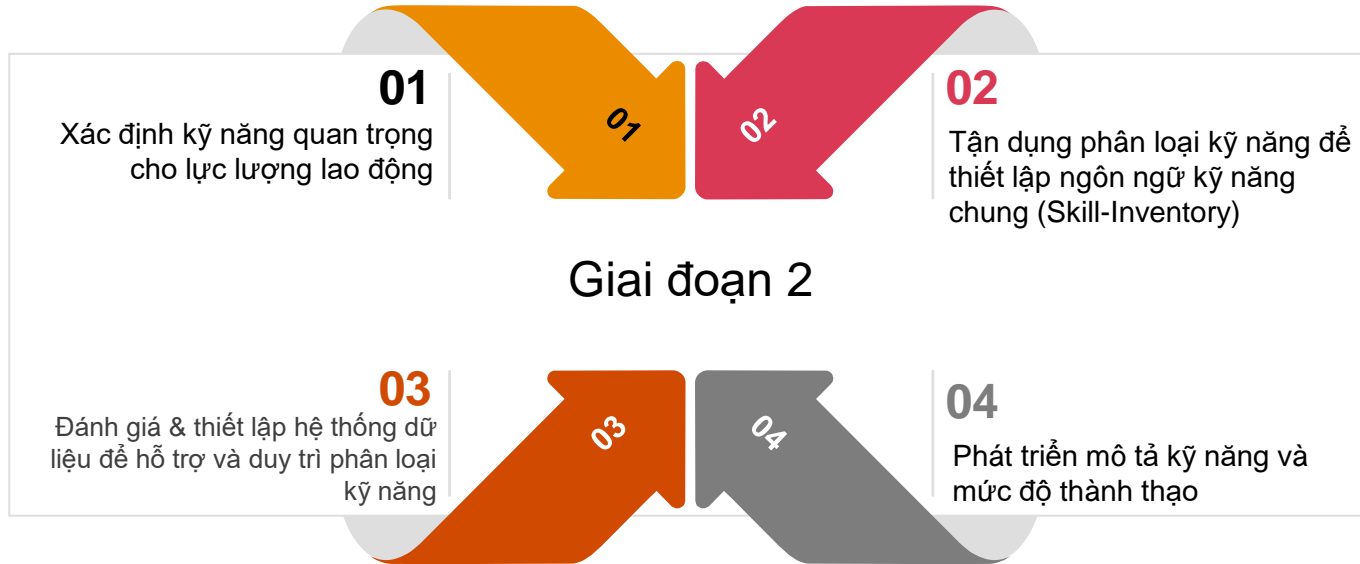 01
Xác định kỹ năng quan trọng
cho lực lượng lao động
01
02
02
Tận dụng phân loại kỹ năng để
thiết lập ngôn ngữ kỹ năng
chung (Skill-Inventory)
Giai đoạn 2
03
Đánh giá & thiết lập hệ thống dữ
liệu để hỗ trợ và duy trì phân loại
kỹ năng
03
04
04
Phát triển mô tả kỹ năng và
mức độ thành thạo